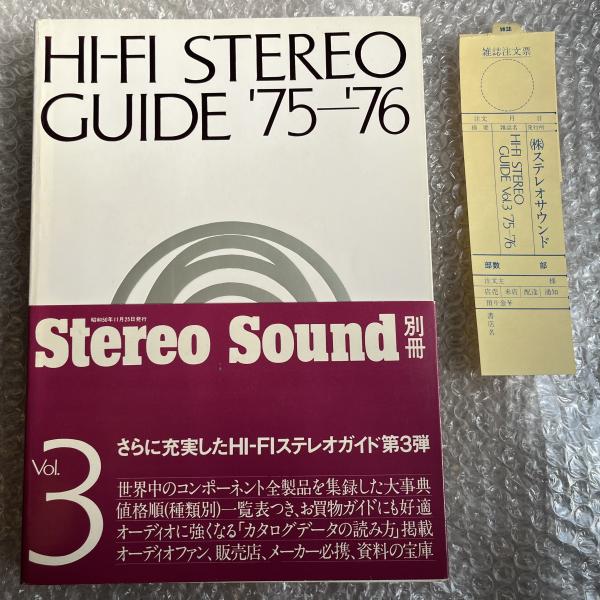 HI-FI STEREO
GUIDE '75-'76
昭和50年11月25日発行
Stereo Sound 別冊
Vol. 3
さらに充実したHI-FIステレオガイド第3弾
世界中のコンポーネント全製品を集録した大事典
値格順(種類別)一覧表つき、お買物ガイドにも好適
オーディオに強くなる「カタログデータの読み方」掲載
オーディオファン、販売店、メーカー必携、資料の宝庫
雑誌
雑誌注文票
注文 月 日
摘要 雑誌名 発行所
(株)ステレオサウンド
HI-FI STEREO
GUIDE Vol.3 '75-'76
部数 部
注文主 様
店売 来店 配達 通知
預り金¥
書店名